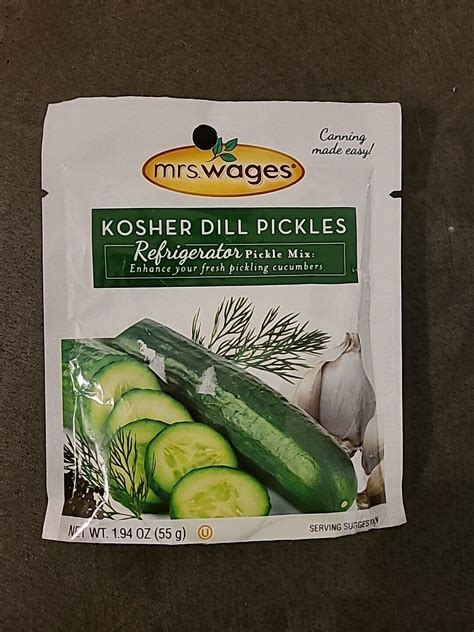 Canning
made easy!
mrs.wages®
KOSHER DILL PICKLES
Refrigerator Pickle Mix:
Enhance your fresh pickling cucumbers
NET WT. 1.94 OZ (55 g) U
SERVING SUGGESTION